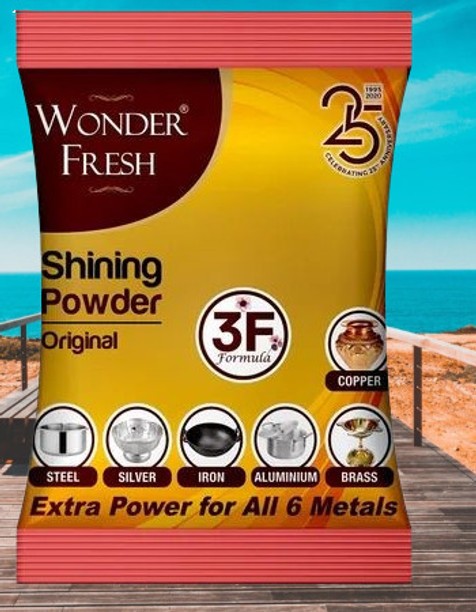 WONDER®
FRESH
25
1995
2020
CELEBRATING 25th ANNIVERSARY
Shining
Powder
Original
3F
Formula
COPPER
STEEL
SILVER
IRON
ALUMINIUM
BRASS
Extra Power for All 6 Metals